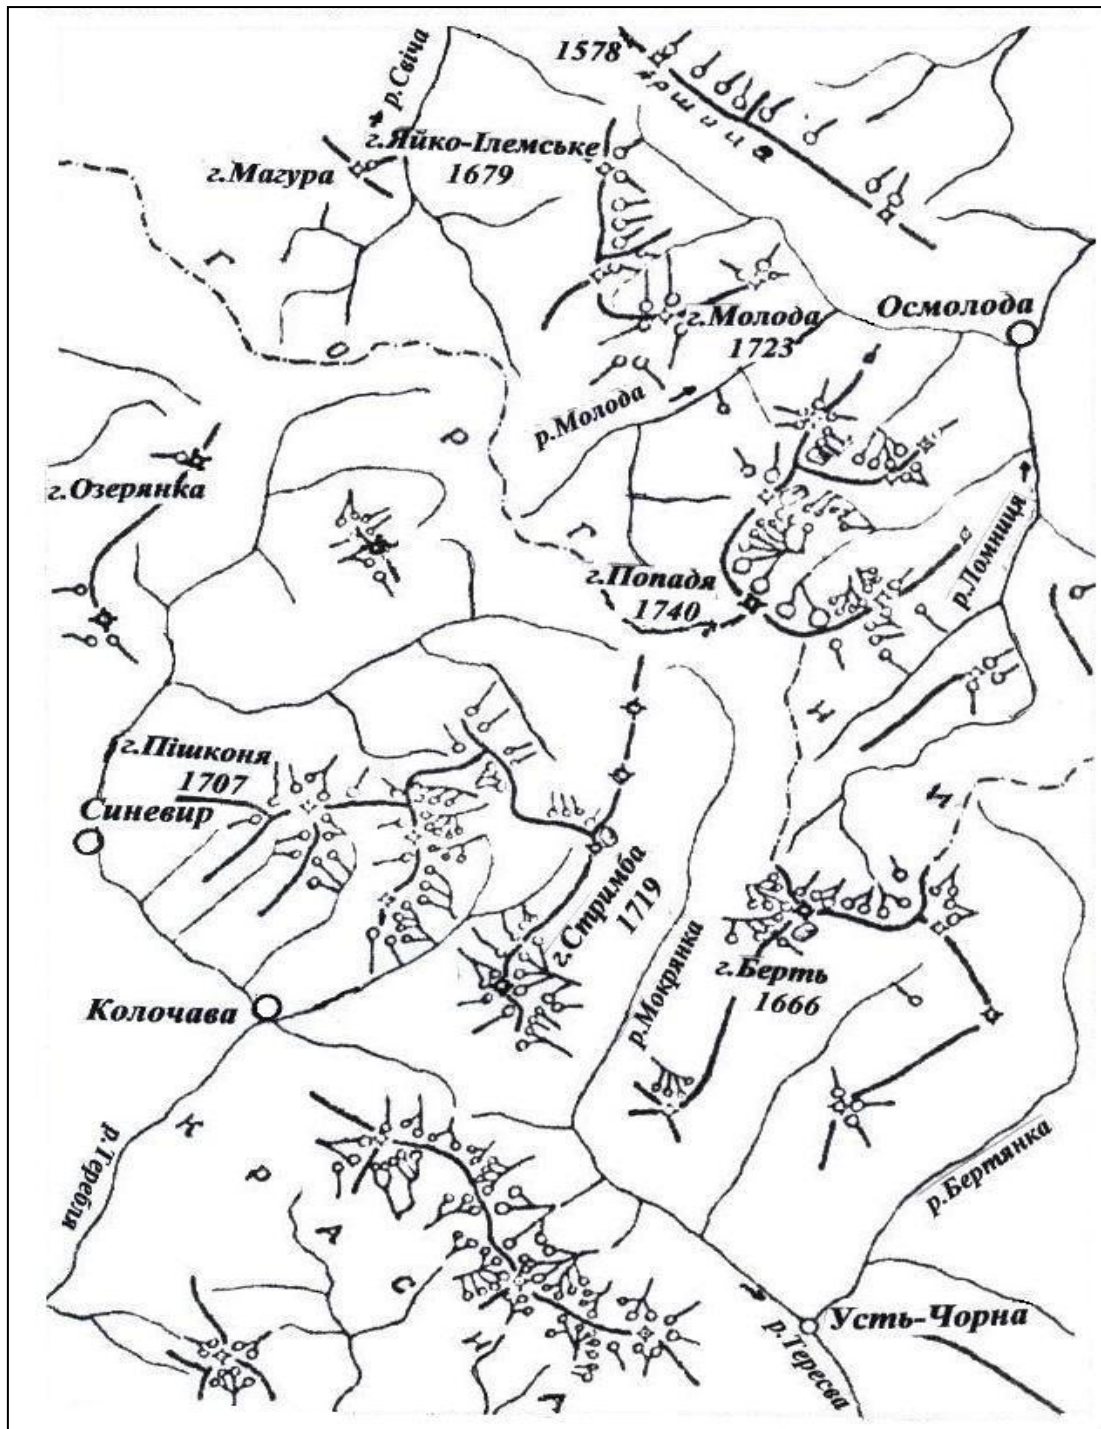 1578
Аршица
р.Свіча
г.Яйко-Ілемське
1679
г.Магура
г.Молода
1723
Осмолода
р.Молода
г.Озерянка
р.Ломниця
г.Попадя
1740
г.Пішконя
1707
Синевир
г.Стримба
1719
р.Мокрянка
г.Берть
1666
Колочава
р.Теребля
р.Бертянка
Усть-Чорна
р.Тересва
Г О Р Г А Н И
К Р А С Н А